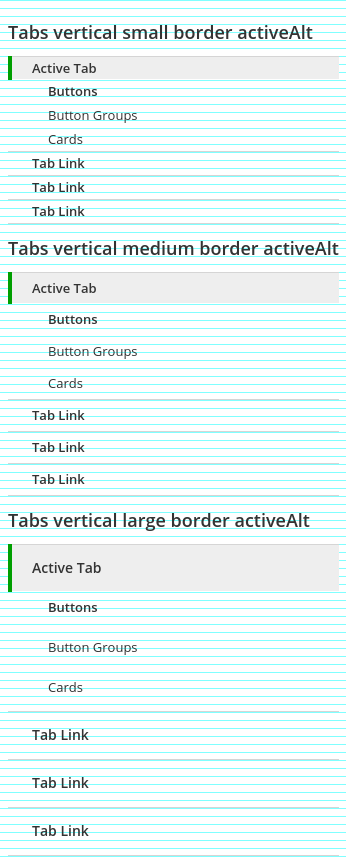 Tabs vertical small border activeAlt
Active Tab
Buttons
Button Groups
Cards
Tab Link
Tab Link
Tab Link
Tabs vertical medium border activeAlt
Active Tab
Buttons
Button Groups
Cards
Tab Link
Tab Link
Tab Link
Tabs vertical large border activeAlt
Active Tab
Buttons
Button Groups
Cards
Tab Link
Tab Link
Tab Link